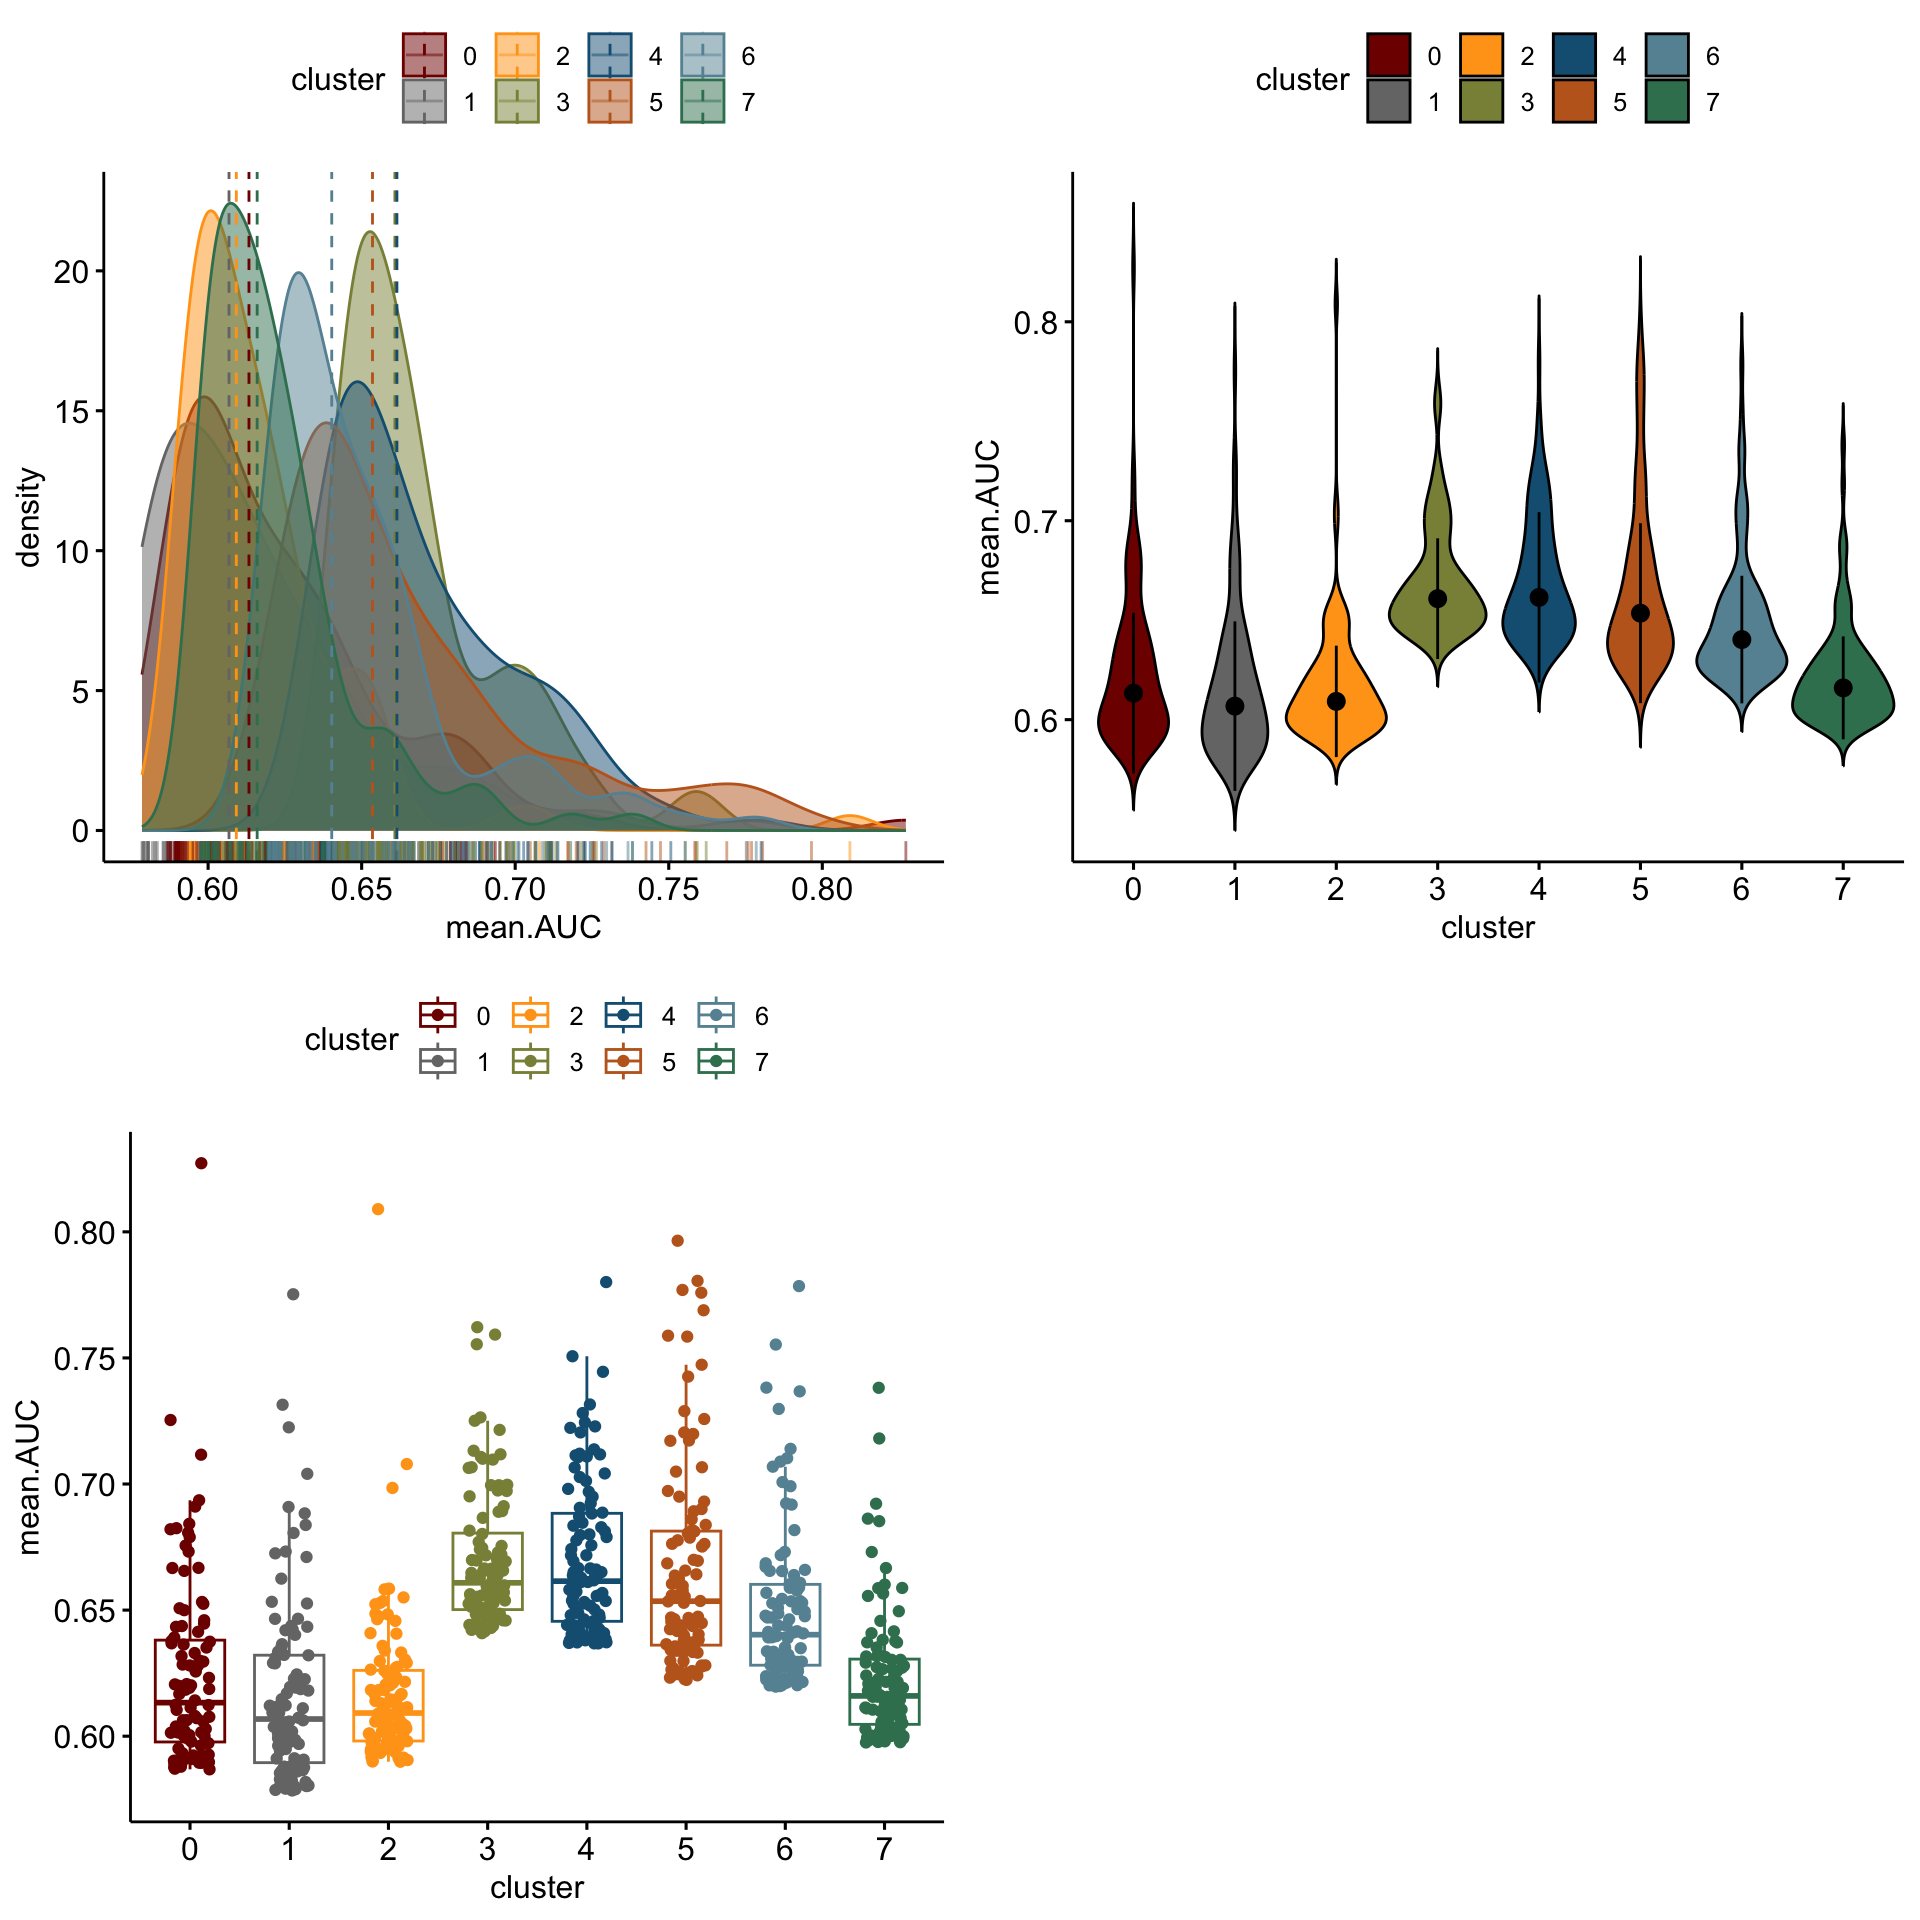 cluster 0 2 4 6
1 3 5 7
density
20
15
10
5
0
0.60 0.65 0.70 0.75 0.80
mean.AUC
cluster 0 2 4 6
1 3 5 7
mean.AUC
0.8
0.7
0.6
0 1 2 3 4 5 6 7
cluster
cluster 0 2 4 6
1 3 5 7
mean.AUC
0.80
0.75
0.70
0.65
0.60
0 1 2 3 4 5 6 7
cluster